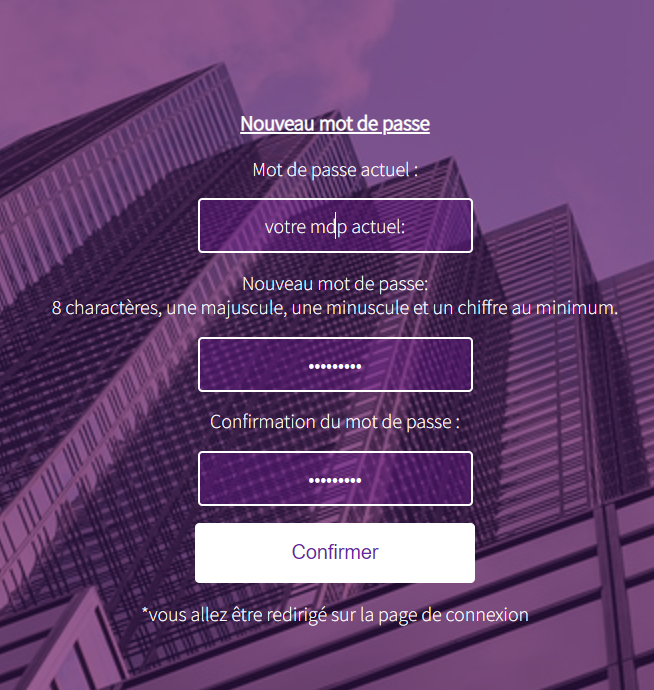 Nouveau mot de passe
Mot de passe actuel :
votre mdp actuel:
Nouveau mot de passe:
8 charactères, une majuscule, une minuscule et un chiffre au minimum.
•••••••••
Confirmation du mot de passe :
•••••••••
Confirmer
*vous allez être redirigé sur la page de connexion